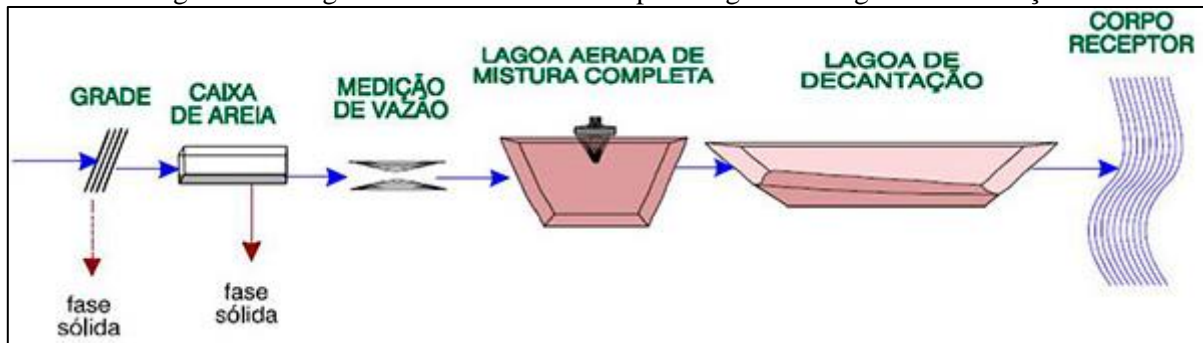 GRADE
CAIXA
DE AREIA
MEDIÇÃO
DE VAZÃO
LAGOA AERADA DE
MISTURA COMPLETA
LAGOA DE
DECANTAÇÃO
CORPO
RECEPTOR
fase
sólida
fase
sólida